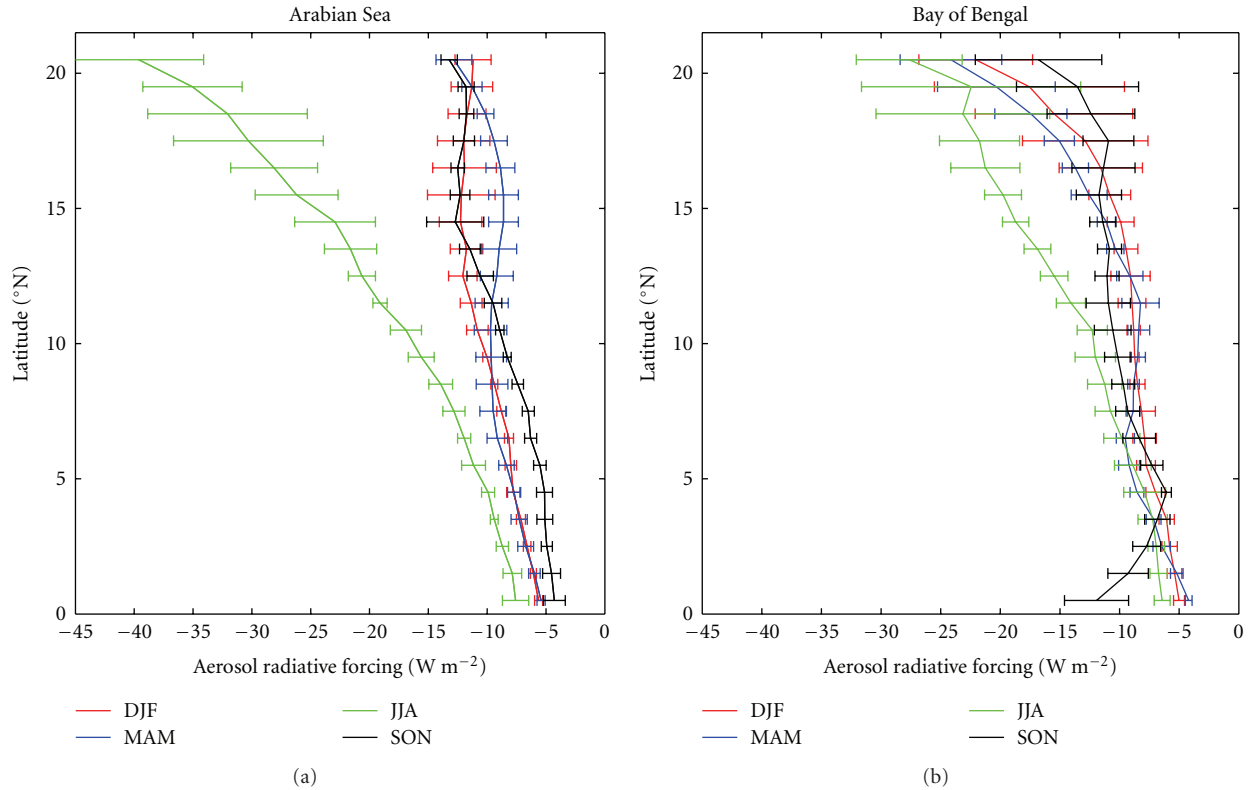 Arabian Sea
20
15
10
5
0
Latitude (°N)
−45 −40 −35 −30 −25 −20 −15 −10 −5 0
Aerosol radiative forcing (W m−2)
DJF JJA
MAM SON
(a)
Bay of Bengal
20
15
10
5
0
Latitude (°N)
−45 −40 −35 −30 −25 −20 −15 −10 −5 0
Aerosol radiative forcing (W m−2)
DJF JJA
MAM SON
(b)